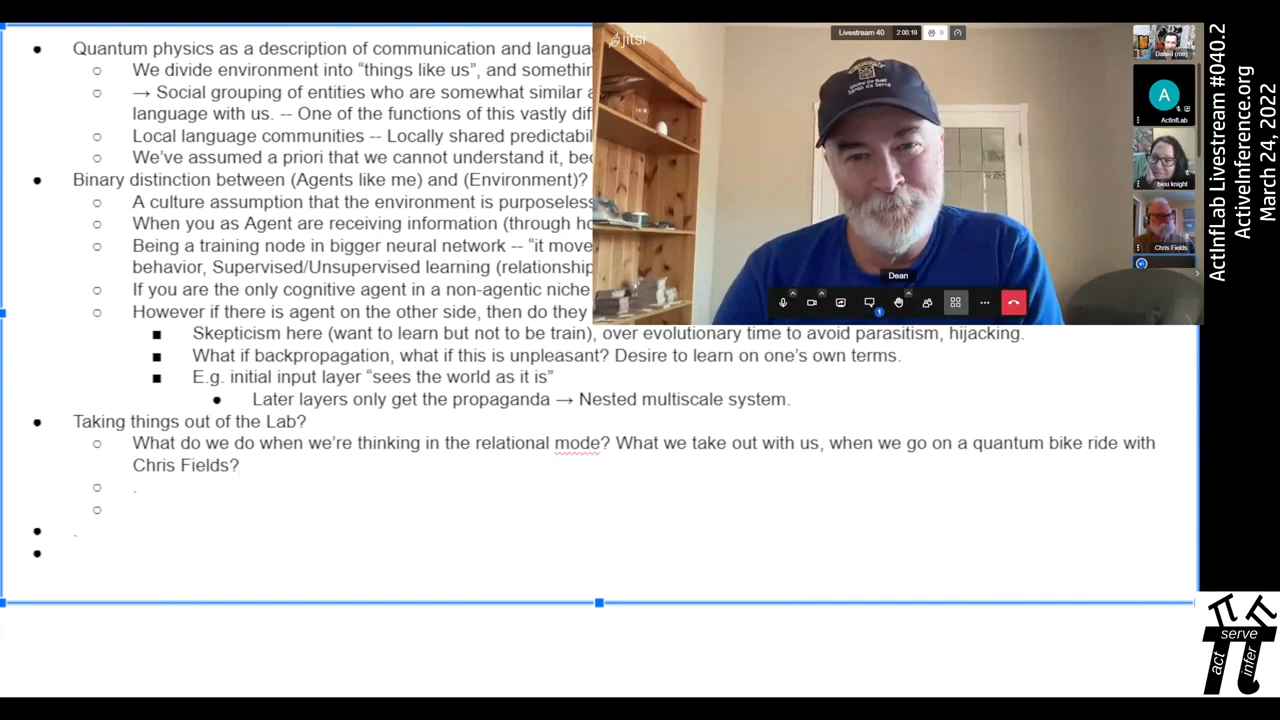 Quantum physics as a description of communication and langua
We divide environment into “things like us”, and somethin
→ Social grouping of entities who are somewhat similar a
language with us. -- One of the functions of this vastly dif
Local language communities -- Locally shared predictabil
We’ve assumed a priori that we cannot understand it, bec
Binary distinction between (Agents like me) and (Environment)?
A culture assumption that the environment is purposeless
When you as Agent are receiving information (through ho
Being a training node in bigger neural network -- “it move
behavior, Supervised/Unsupervised learning (relationship
If you are the only cognitive agent in a non-agentic niche
However if there is agent on the other side, then do they
Skepticism here (want to learn but not to be train), over evolutionary time to avoid parasitism, hijacking.
What if backpropagation, what if this is unpleasant? Desire to learn on one’s own terms.
E.g. initial input layer “sees the world as it is”
Later layers only get the propaganda → Nested multiscale system.
Taking things out of the Lab?
What do we do when we’re thinking in the relational mode? What we take out with us, when we go on a quantum bike ride with
Chris Fields?
.
.
jitsi
Livestream 40 2:00:19
Dean
1
Daniel (me)
A
ActInfLab
bleu knight
Chris Fields
ActInfLab Livestream #040.2
ActiveInference.org
March 24, 2022
serve
act
infer